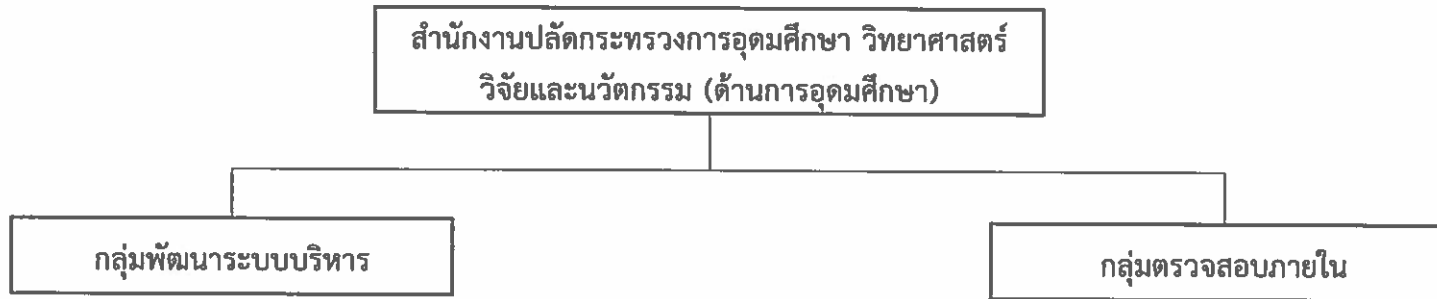 สำนักงานปลัดกระทรวงการอุดมศึกษา วิทยาศาสตร์
วิจัยและนวัตกรรม (ด้านการอุดมศึกษา)
กลุ่มพัฒนาระบบบริหาร
กลุ่มตรวจสอบภายใน